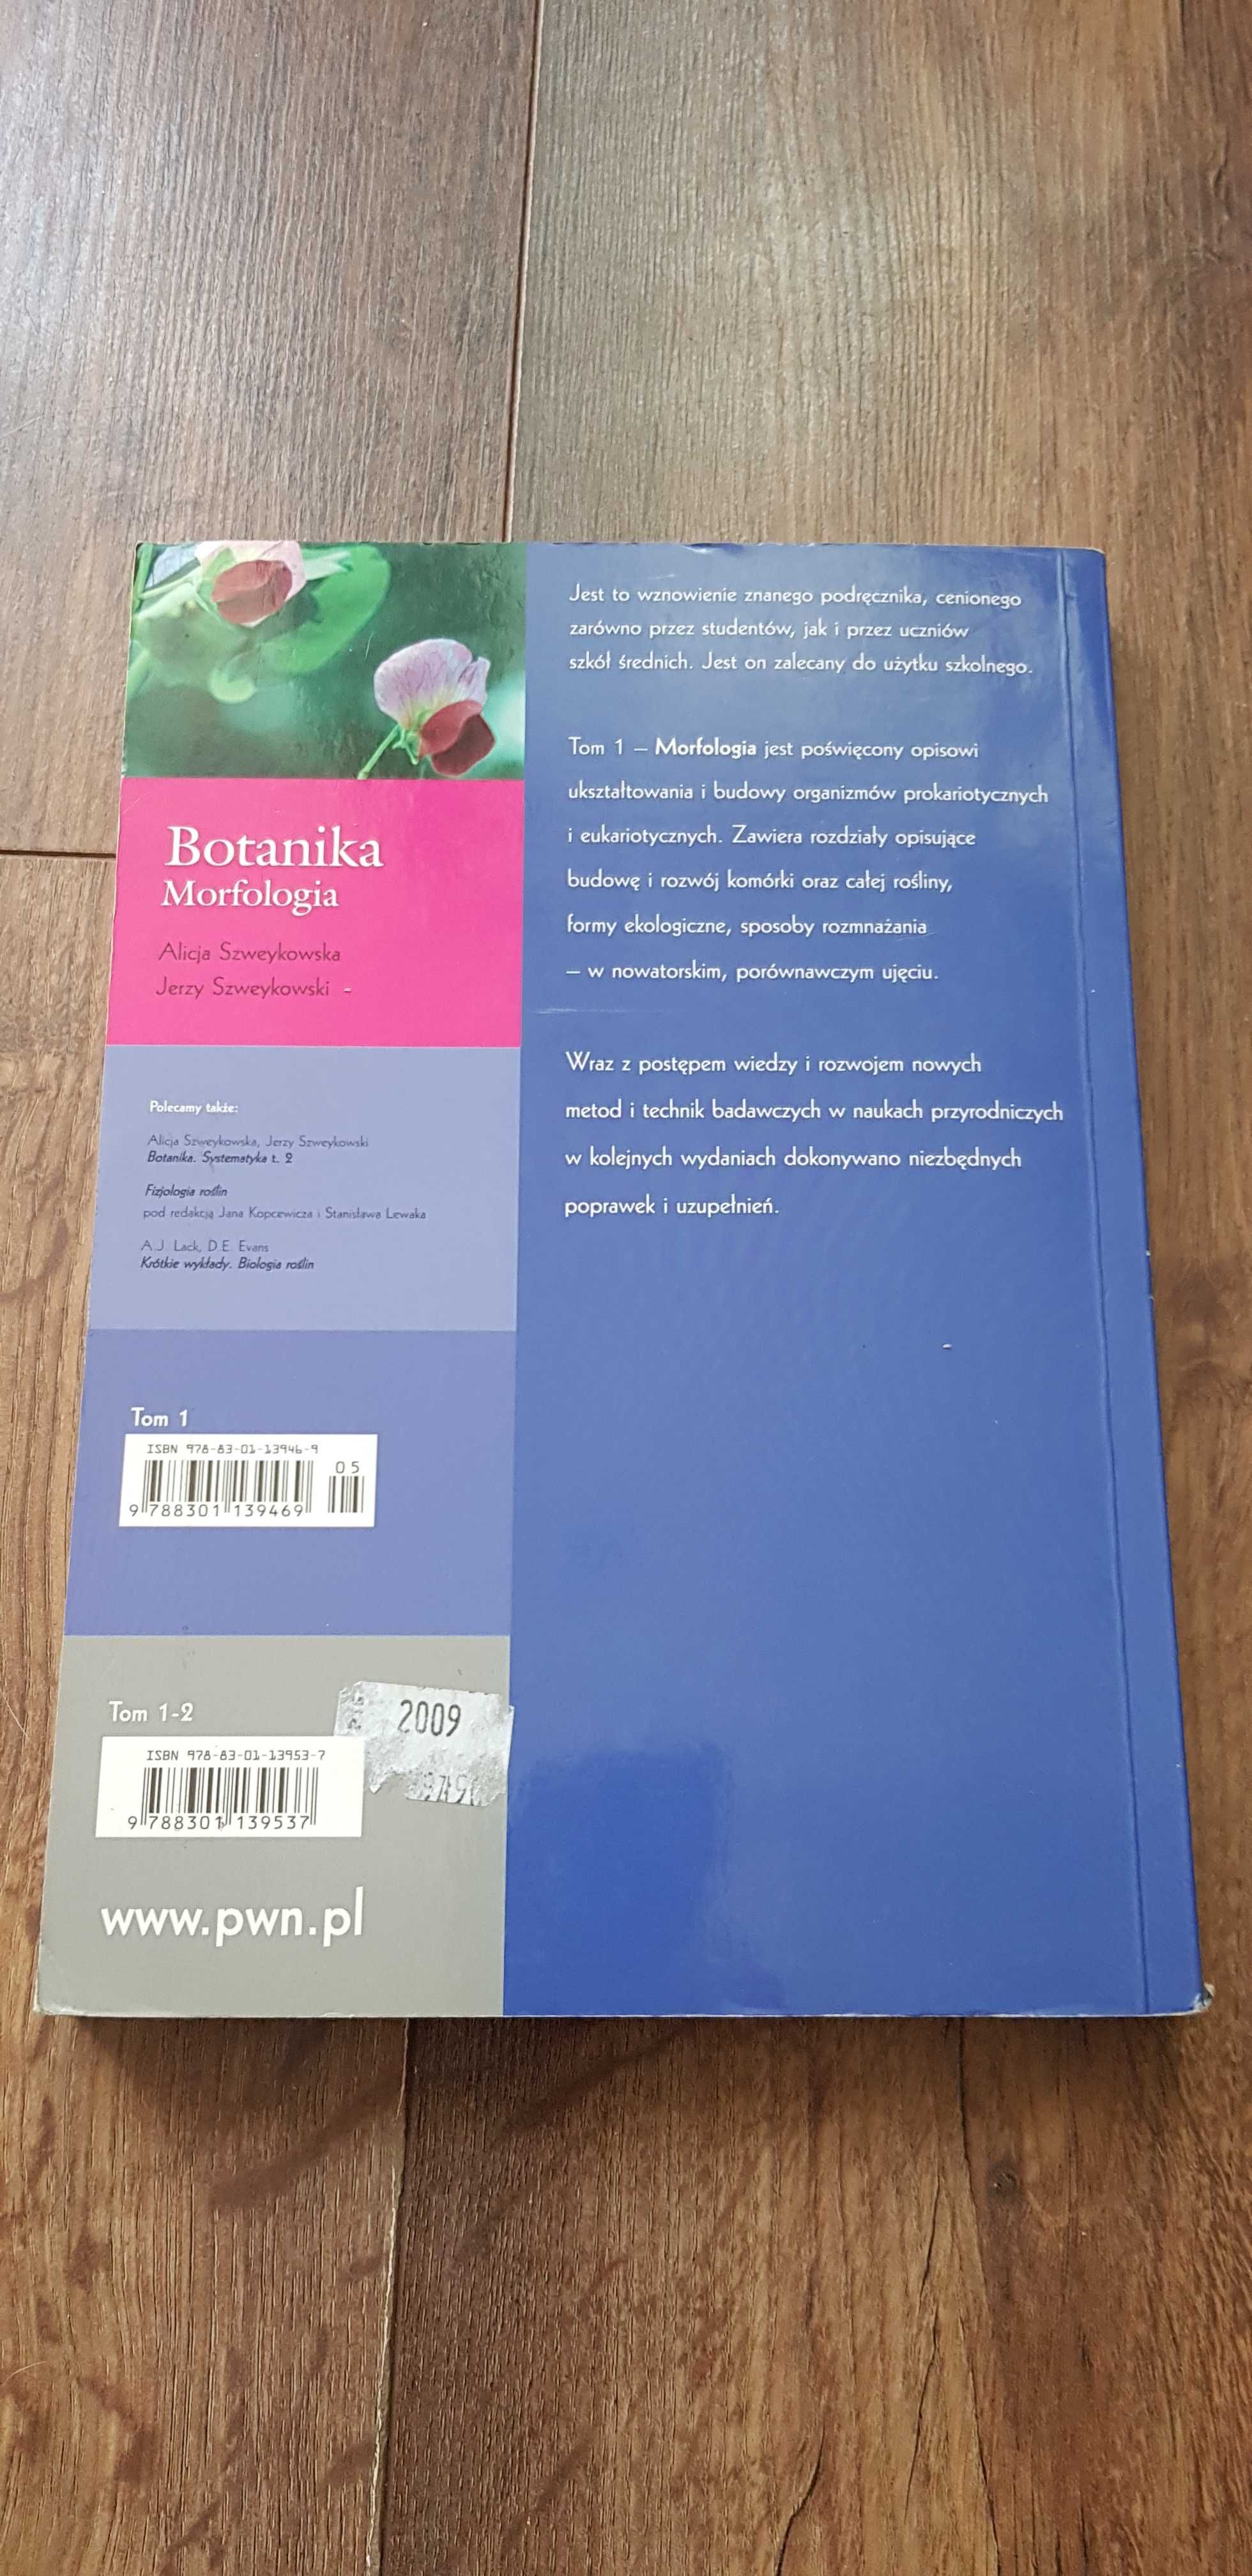 Botanika
Morfologia
Alicja Szweykowska
Jerzy Szweykowski
Polecamy także:
Alicja Szweykowska, Jerzy Szweykowski
Botanika. Systematyka t. 2
Fizjologia roślin
pod redakcją Jana Kopcewicza i Stanisława Lewaka
A.J. Lack, D.E. Evans
Krótkie wykłady. Biologia roślin
Tom 1
ISBN 978-83-01-13946-9
05
9 788301 139469
Tom 1-2
2009
ISBN 978-83-01-13953-7
9 788301 139537
www.pwn.pl
Jest to wznowienie znanego podręcznika, cenionego
zarówno przez studentów, jak i przez uczniów
szkół średnich. Jest on zalecany do użytku szkolnego.
Tom 1 – Morfologia jest poświęcony opisowi
ukształtowania i budowy organizmów prokariotycznych
i eukariotycznych. Zawiera rozdziały opisujące
budowę i rozwój komórki oraz całej rośliny,
formy ekologiczne, sposoby rozmnażania
– w nowatorskim, porównawczym ujęciu.
Wraz z postępem wiedzy i rozwojem nowych
metod i technik badawczych w naukach przyrodniczych
w kolejnych wydaniach dokonywano niezbędnych
poprawek i uzupełnień.